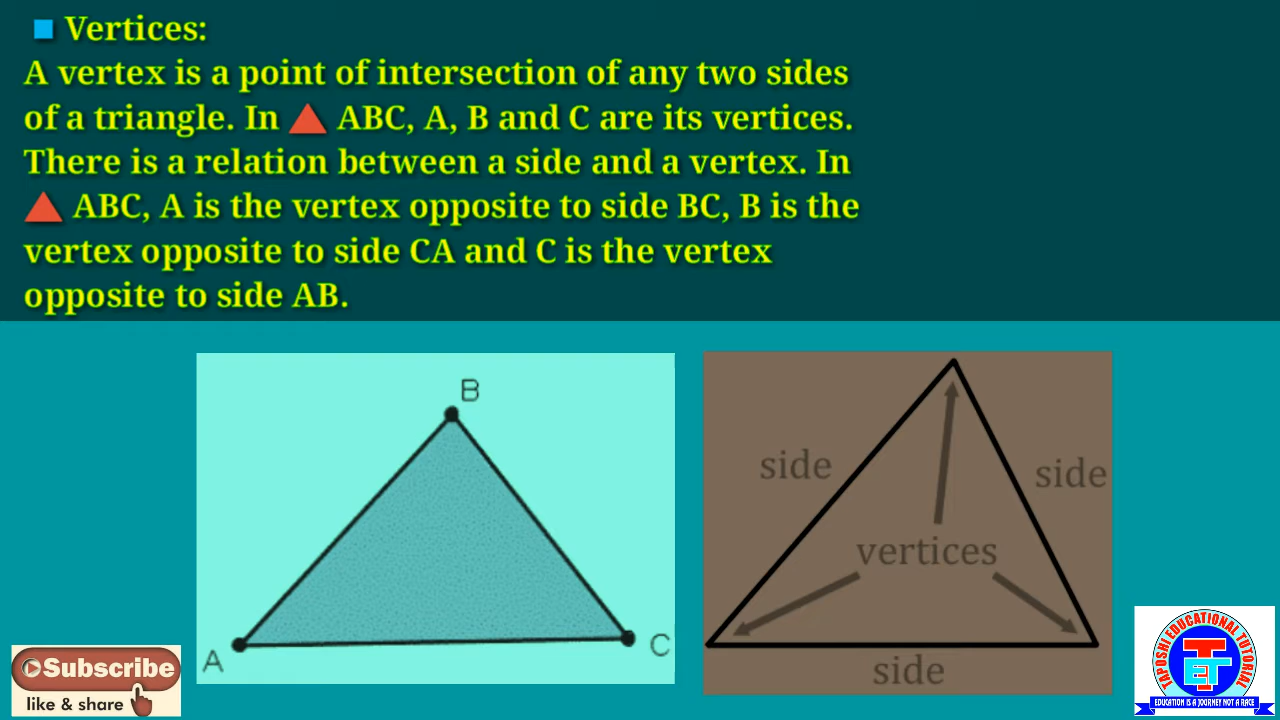 Vertices:
A vertex is a point of intersection of any two sides
of a triangle. In ABC, A, B and C are its vertices.
There is a relation between a side and a vertex. In
ABC, A is the vertex opposite to side BC, B is the
vertex opposite to side CA and C is the vertex
opposite to side AB.
B
A
C
side
side
vertices
side
Subscribe
like & share
TAPOSHI EDUCATIONAL TUTORIAL
TET
EDUCATION IS A JOURNEY NOT A RACE